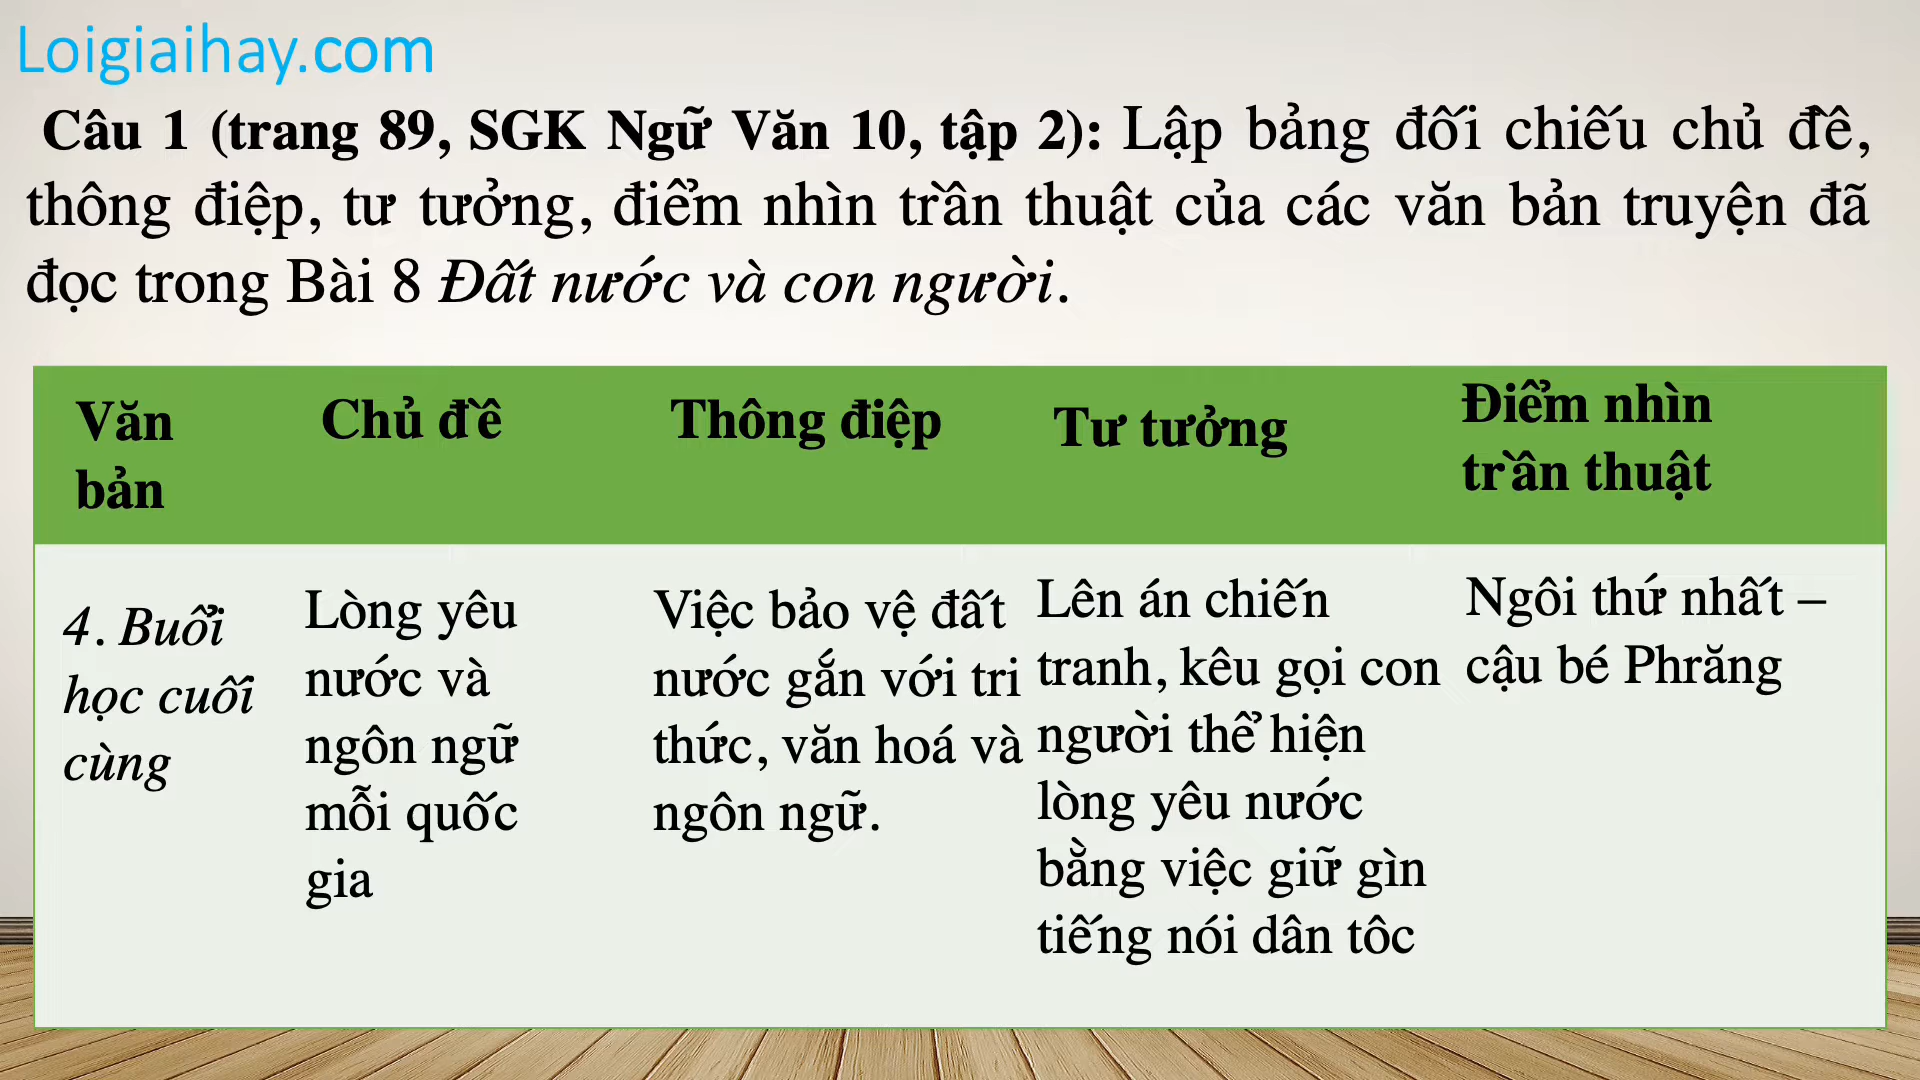 Loigiaihay.com
Câu 1 (trang 89, SGK Ngữ Văn 10, tập 2): Lập bảng đối chiếu chủ đề,
thông điệp, tư tưởng, điểm nhìn trần thuật của các văn bản truyện đã
đọc trong Bài 8 Đất nước và con người.
Văn
bản
Chủ đề
Thông điệp
Tư tưởng
Điểm nhìn
trần thuật
4. Buổi
học cuối
cùng
Lòng yêu
nước và
ngôn ngữ
mỗi quốc
gia
Việc bảo vệ đất
nước gắn với tri
thức, văn hoá và
ngôn ngữ.
Lên án chiến
tranh, kêu gọi con
người thể hiện
lòng yêu nước
bằng việc giữ gìn
tiếng nói dân tôc
Ngôi thứ nhất –
cậu bé Phrăng